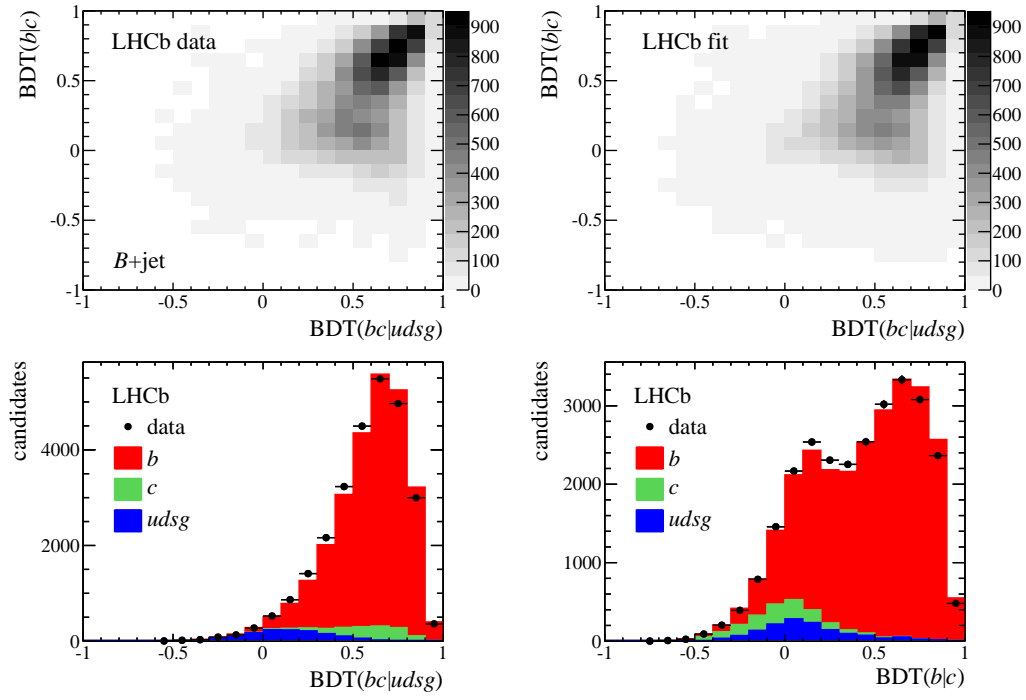 BDT(b|c)
1
0.5
0
-0.5
-1
LHCb data
B+jet
-1 -0.5 0 0.5 1
BDT(bc|udsg)
900
800
700
600
500
400
300
200
100
0
BDT(b|c)
1
0.5
0
-0.5
-1
LHCb fit
-1 -0.5 0 0.5 1
BDT(bc|udsg)
900
800
700
600
500
400
300
200
100
0
candidates
4000
2000
0
LHCb
data
b
c
udsg
-1 -0.5 0 0.5 1
BDT(bc|udsg)
candidates
3000
2000
1000
0
LHCb
data
b
c
udsg
-1 -0.5 0 0.5 1
BDT(b|c)